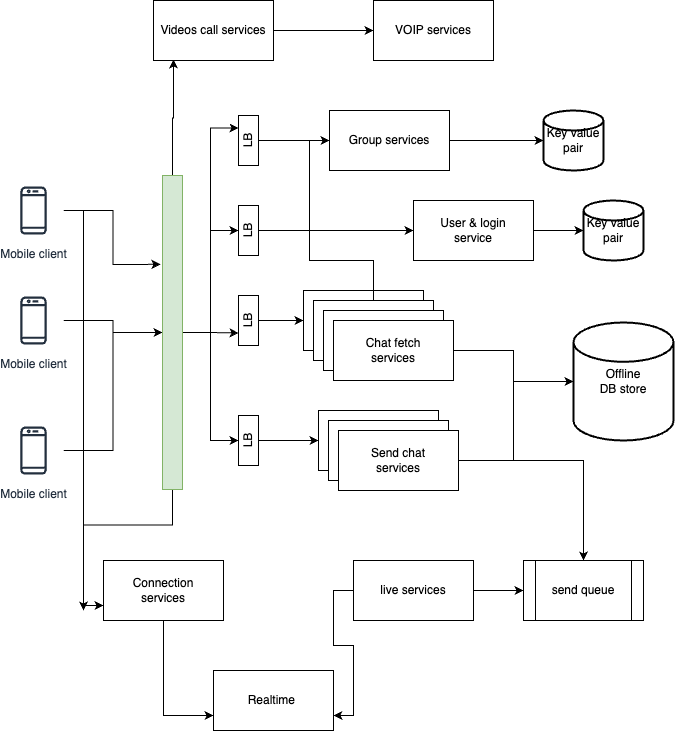 Videos call services
VOIP services
LB
Group services
Key value
pair
Mobile client
LB
User & login
service
Key value
pair
Mobile client
LB
Chat fetch
services
Offline
DB store
Mobile client
LB
Send chat
services
Connection
services
live services
send queue
Realtime